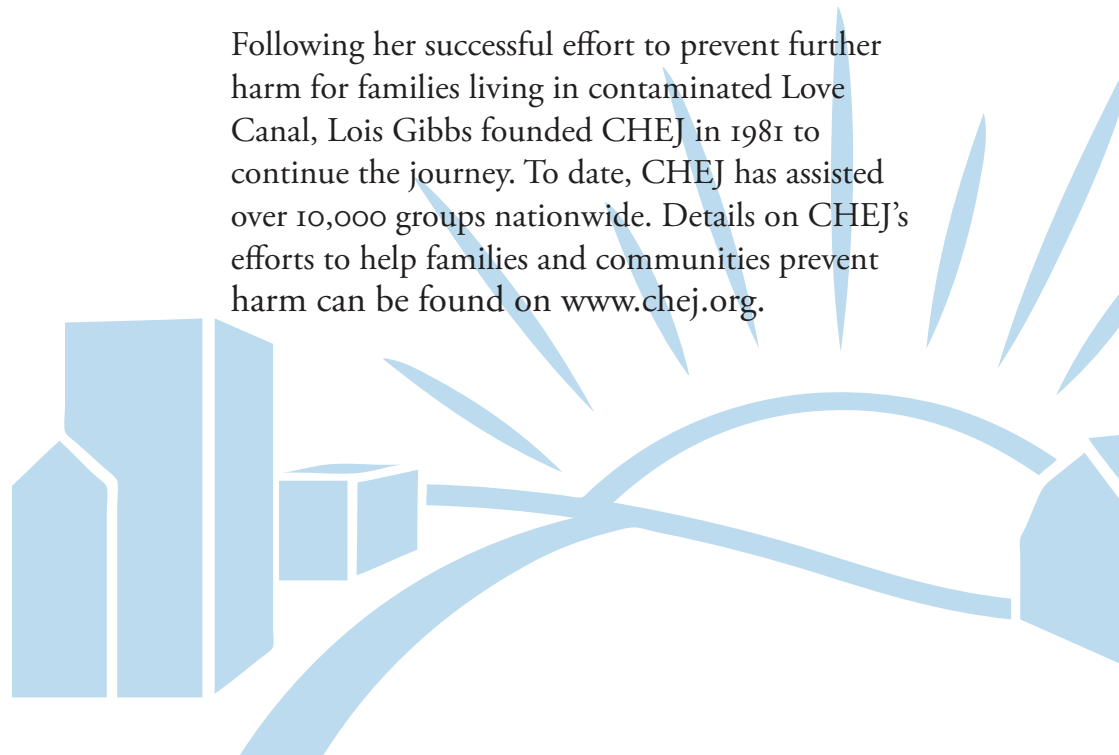 Following her successful effort to prevent further
harm for families living in contaminated Love
Canal, Lois Gibbs founded CHEJ in 1981 to
continue the journey. To date, CHEJ has assisted
over 10,000 groups nationwide. Details on CHEJ’s
efforts to help families and communities prevent
harm can be found on www.chej.org.